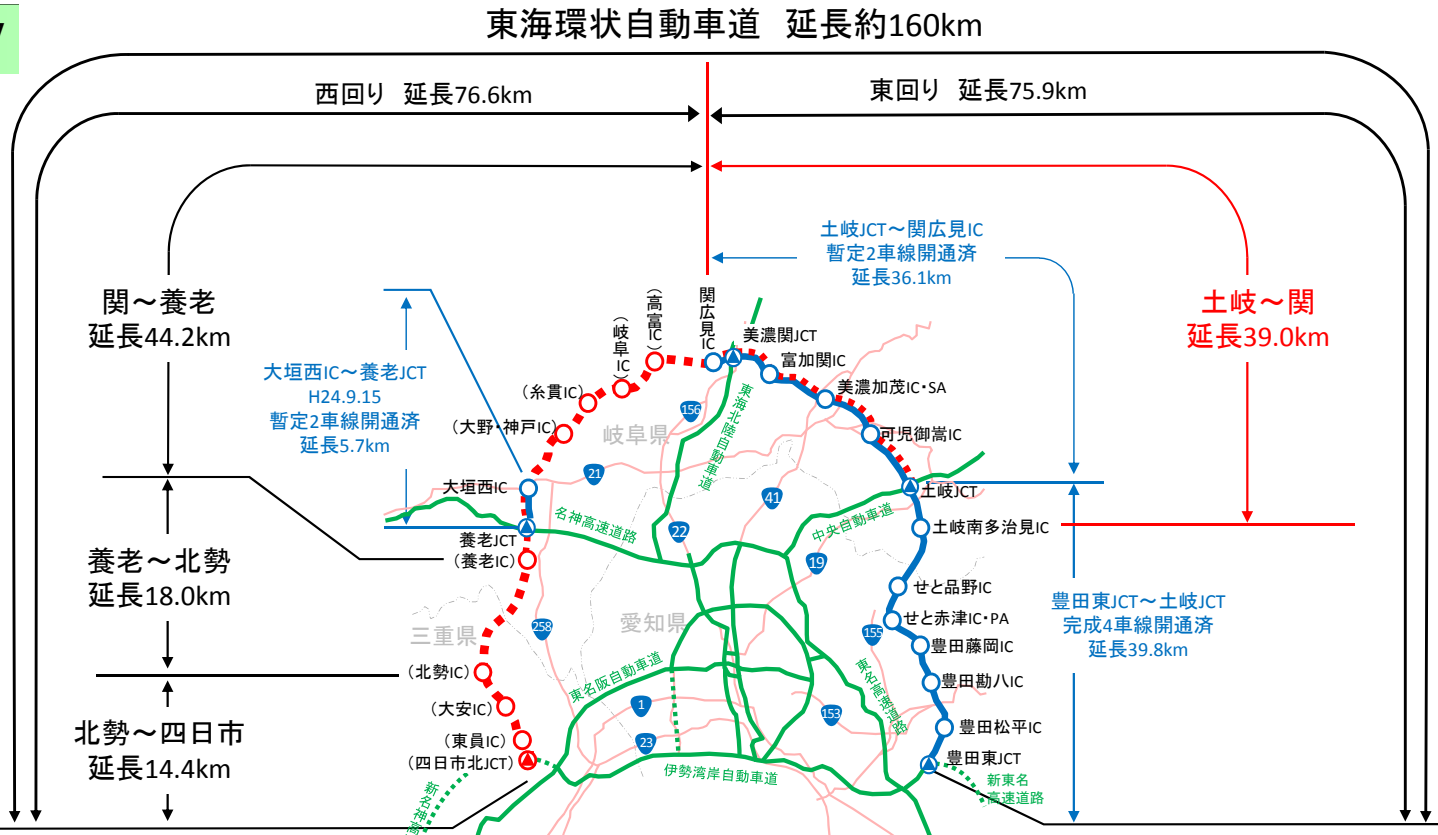 東海環状自動車道 延長約160km
西回り 延長76.6km
東回り 延長75.9km
土岐JCT～関広見IC
暫定2車線開通済
延長36.1km
関～養老
延長44.2km
土岐～関
延長39.0km
大垣西IC～養老JCT
H24.9.15
暫定2車線開通済
延長5.7km
(高富IC)
関広見IC
(岐阜IC)
美濃関JCT
富加関IC
(糸貫IC)
美濃加茂IC・SA
(大野・神戸IC)
可児御嵩IC
岐阜県
156
東海北陸自動車道
21
41
大垣西IC
土岐JCT
名神高速道路
22
中央自動車道
養老JCT
(養老IC)
土岐南多治見IC
養老～北勢
延長18.0km
19
せと品野IC
せと赤津IC・PA
豊田東JCT～土岐JCT
完成4車線開通済
延長39.8km
三重県
愛知県
258
155
豊田藤岡IC
(北勢IC)
東名阪自動車道
東名高速道路
豊田勘八IC
(大安IC)
1
153
豊田松平IC
北勢～四日市
延長14.4km
(東員IC)
23
(四日市北JCT)
伊勢湾岸自動車道
豊田東JCT
新東名
高速道路
新名神高